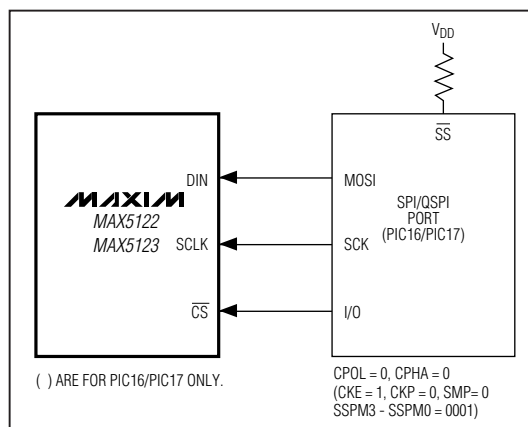 VDD
SS
DIN
MOSI
MAXIM
MAX5122
MAX5123
SCLK
SPI/QSPI
PORT
(PIC16/PIC17)
SCK
CS
I/O
( ) ARE FOR PIC16/PIC17 ONLY.
CPOL = 0, CPHA = 0
(CKE = 1, CKP = 0, SMP= 0
SSPM3 - SSPM0 = 0001)